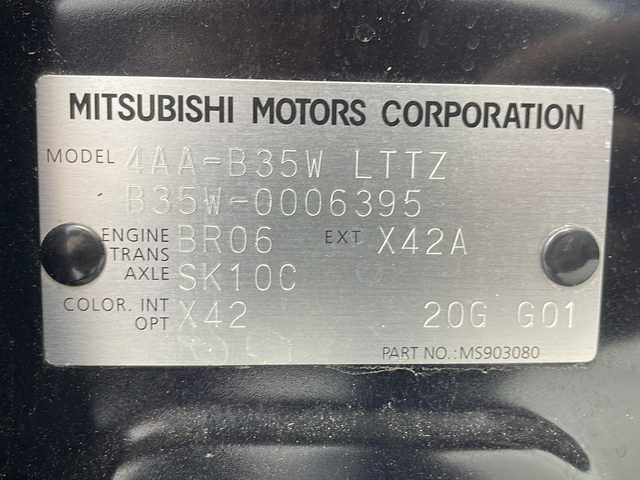 MITSUBISHI MOTORS CORPORATION
MODEL 4AA-B35W LTTZ
B35W-0006395
ENGINE BR06 EXT X42A
TRANS
AXLE SK10C
COLOR. INT X42 20G G01
OPT
PART NO.:MS903080